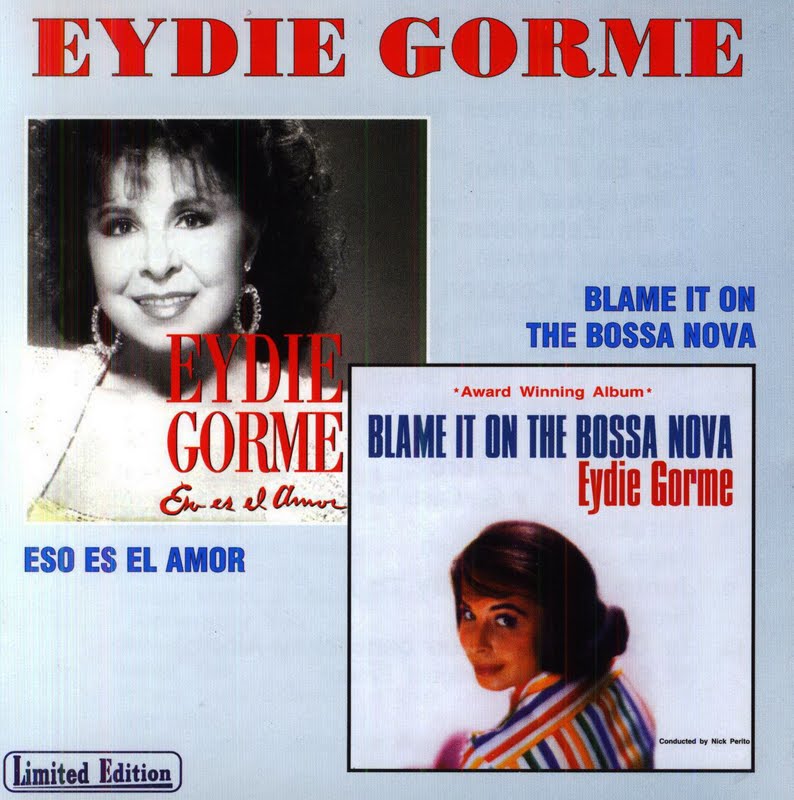 EYDIE GORME
EYDIE
GORME
Eso es el Amor
ESO ES EL AMOR
BLAME IT ON
THE BOSSA NOVA
*Award Winning Album*
BLAME IT ON THE BOSSA NOVA
Eydie Gorme
Conducted by Nick Perito
Limited Edition